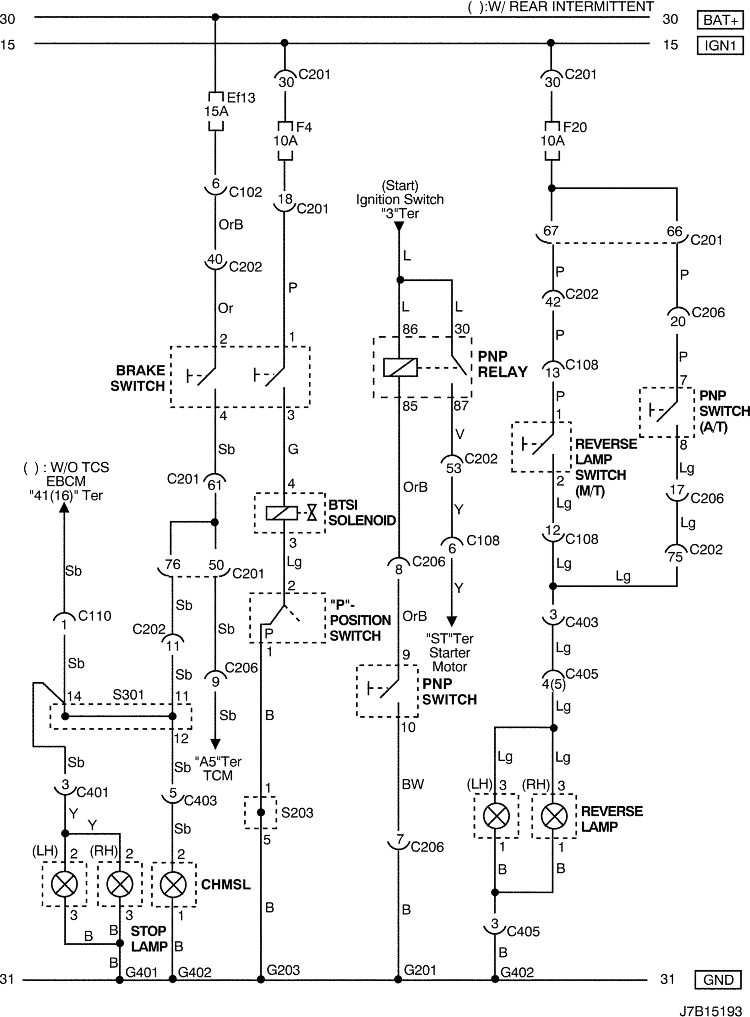 ( ):W/ REAR INTERMITTENT
30 30 BAT+
15 15 IGN1
30 C201 30 C201
Ef13
15A
F4
10A
F20
10A
6 C102
18 C201
(Start)
Ignition Switch
"3"Ter
OrB
67 66 C201
40 C202
L
P P
42 C202
C206
20
Or P
L L
86 30
P P
2 1
BRAKE
SWITCH
PNP
RELAY
13 C108
7
P
1
PNP
SWITCH
(A/T)
4 3
85 87
REVERSE
LAMP
SWITCH
(M/T)
8
Sb G V
( ) : W/O TCS
EBCM
"41(16)" Ter
C201
61
4
53 C202
2
Lg
Lg
17
C206
BTSI
SOLENOID
OrB Y
12 C108
Lg
3
76 50 C201
6 C108
75 C202
Lg
8 C206
Lg
Lg
Sb
2
Y
Sb Sb
"P"-
POSITION
SWITCH
P
1
OrB
3 C403
C110
1
C202
11
"ST"Ter
Starter
Motor
Lg
Sb Sb
9 C206
9
C405
4(5)
PNP
SWITCH
14 S301 11
Sb B
10
Lg
12
"A5"Ter
TCM
Sb Sb
Lg Lg
3 C401
5 C403
1
BW
(LH) 3 (RH) 3
Y
Y
S203
5
REVERSE
LAMP
Sb
7 C206
1 1
(LH) 2 (RH) 2 2
B B
CHMSL
3 3 1
B B
B B
STOP
LAMP
B
3 C405
B
B
31 G401 G402 G203 G201 G402 31 GND
J7B15193